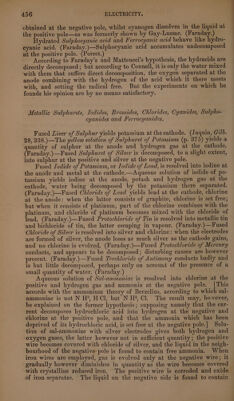 456 ELECTRICITY.
obtained at the negative pole, whilst cyanogen dissolves in the liquid at
the positive pole—as was formerly shown by Gay-Lussac. (Faraday.)
Hydrated Sulphocyanic acid and Ferrocyanic acid behave like hydro-
cyanic acid. (Faraday.)—Sulphocyanic acid accumulates undecomposed
at the positive pole. (Porret.)
According to Faraday's and Matteucci's hypothesis, the hydracids are
directly decomposed; but according to Connell, it is only the water mixed
with them that suffers direct decomposition, the oxygen separated at the
anode combining with the hydrogen of the acid which it there meets
with, and setting the radical free. But the experiments on which he
founds his opinion are by no means satisfactory.
Metallic Sulphurets, Iodides, Bromides, Chlorides, Cyanides, Sulpho-
cyanides and Ferrocyanides.
Fused Liver of Sulphur yields potassium at the cathode. (Jaquin, Gilb.
28, 338.)—The yellow solution of Sulphuret of Potassium (p. 375) yields a
quantity of sulphur at the anode and hydrogen gas at the cathode.
(Faraday.)—Fused Sulphuret of Silver is decomposed, to a slight extent,
into sulphur at the positive and silver at the negative pole.
Fused Iodide of Potassium, or Iodide of Lead, is resolved into iodine at
the anode and metal at the cathode.—Aqueous solution of iodide of po-
tassium yields iodine at the anode, potash and hydrogen gas at the
cathode, water being decomposed by the potassium there separated.
(Faraday.)—Fused Chloride of Lead yields lead at the cathode, chlorine
at the anode: when the latter consists of graphite, chlorine is set free;
but when it consists of platinum, part of the chlorine combines with the
platinum, and chloride of platinum becomes mixed with the chloride of
lead. (Faraday.)—Fused Protochloride of Tin is resolved into metallic tin
and bichloride of tin, the latter escaping in vapour. (Faraday.)—Fused
Chloride of Silver is resolved into silver and chlorine: when the electrodes
are formed of silver, the anode loses as much silver as the cathode gains,
and no chlorine is evolved. (Faraday.)—Fused Protochloride of Mercury
conducts, and appears to be decomposed; but its vapours are formed by the
current. (Faraday.)—Fused Terchloride of Antimony conducts badly and
is but little decomposed, perhaps only on account of the presence of a
small quantity of water. (Faraday.)
Aqueous solution of Sal-ammoniac is resolved into chlorine at the
positive and hydrogen gas and ammonia at the negative pole. [This
accords with the ammonium theory of Berzelius, according to which sal-
ammoniac is not N H³, H Cl, but N H⁴, Cl. The result may, however,
be explained on the former hypothesis; supposing namely that the cur-
rent decomposes hydrochloric acid into hydrogen at the negative and
chlorine at the positive pole, and that the ammonia which has been
deprived of its hydrochloric acid, is set free at the negative pole.] Solu-
tion of sal-ammoniac with silver electrodes gives both hydrogen and
oxygen gases, the latter however not in sufficient quantity; the positive
wire becomes covered with chloride of silver, and the liquid in the neigh-
bourhood of the negative pole is found to contain free ammonia. When
iron wires are employed, gas is evolved only at the negative wire; it
gradually however diminishes in quantity as the wire becomes covered
with crystalline reduced iron. The positive wire is corroded and exide
of iron separates. The liquid on the negative side is found to contain